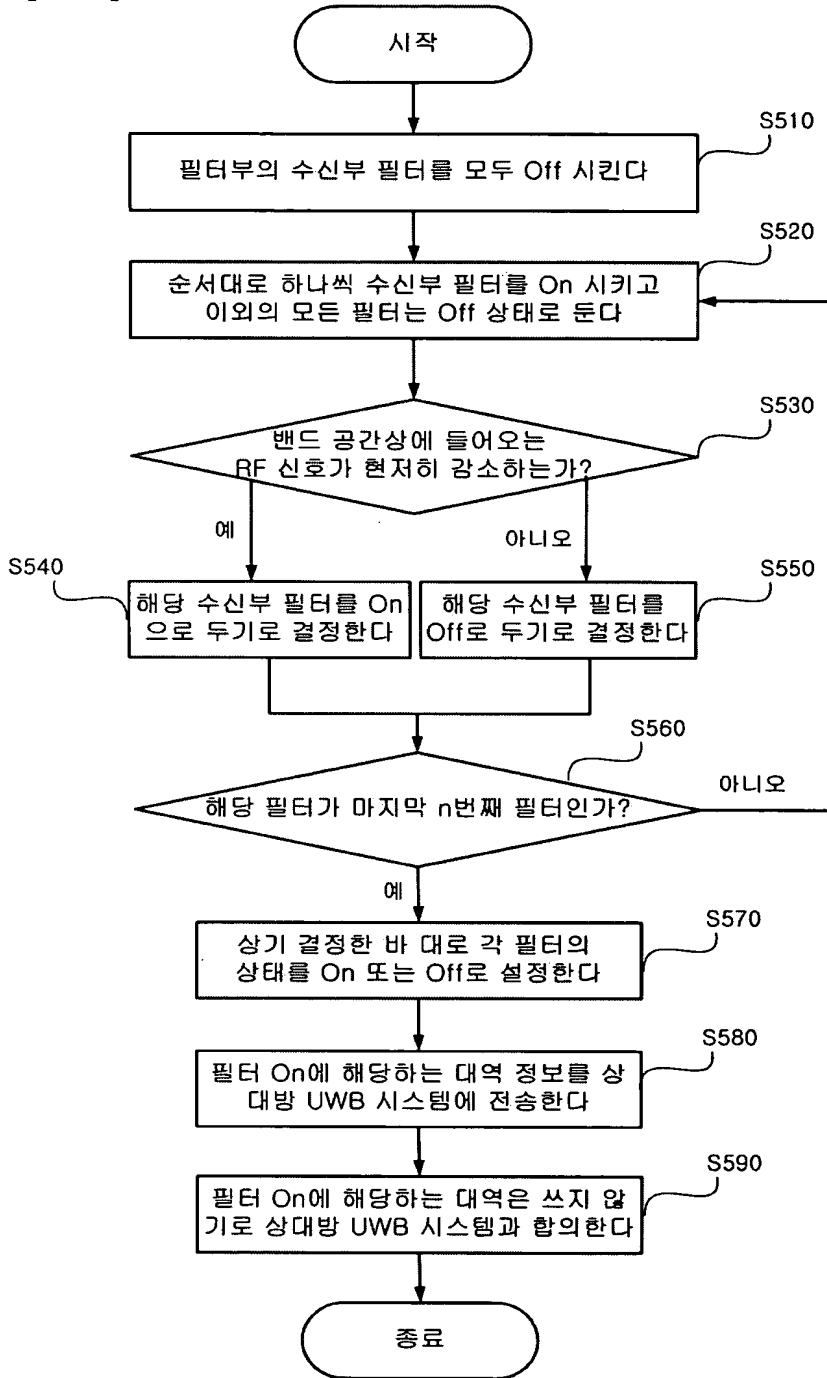 시작
S510
필터부의 수신부 필터를 모두 Off 시킨다
S520
순서대로 하나씩 수신부 필터를 On 시키고
이외의 모든 필터는 Off 상태로 둔다
S530
밴드 공간상에 들어오는
RF 신호가 현저히 감소하는가?
예
아니오
S540
해당 수신부 필터를 On
으로 두기로 결정한다
S550
해당 수신부 필터를
Off로 두기로 결정한다
S560
해당 필터가 마지막 n번째 필터인가?
아니오
예
S570
상기 결정한 바 대로 각 필터의
상태를 On 또는 Off로 설정한다
S580
필터 On에 해당하는 대역 정보를 상
대방 UWB 시스템에 전송한다
S590
필터 On에 해당하는 대역은 쓰지 않
기로 상대방 UWB 시스템과 합의한다
종료